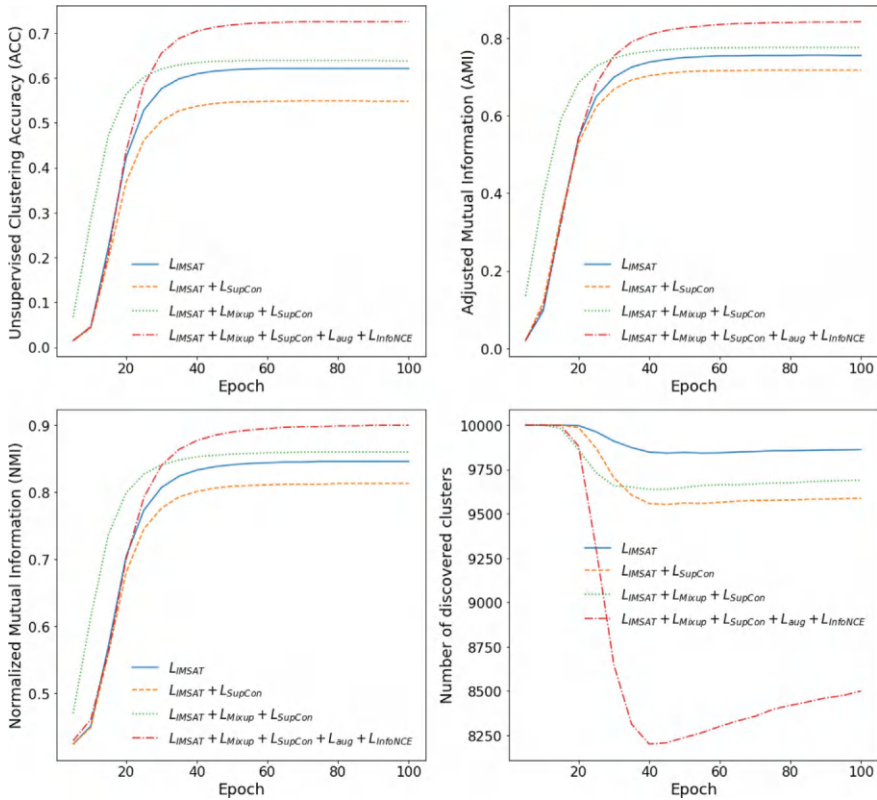 Unsupervised Clustering Accuracy (ACC)
0.7
0.6
0.5
0.4
0.3
0.2
0.1
0.0
L_IMSAT
L_IMSAT + L_SupCon
L_IMSAT + L_Mixup + L_SupCon
L_IMSAT + L_Mixup + L_SupCon + L_aug + L_InfoNCE
20 40 60 80 100
Epoch
Adjusted Mutual Information (AMI)
0.8
0.6
0.4
0.2
0.0
L_IMSAT
L_IMSAT + L_SupCon
L_IMSAT + L_Mixup + L_SupCon
L_IMSAT + L_Mixup + L_SupCon + L_aug + L_InfoNCE
20 40 60 80 100
Epoch
Normalized Mutual Information (NMI)
0.9
0.8
0.7
0.6
0.5
L_IMSAT
L_IMSAT + L_SupCon
L_IMSAT + L_Mixup + L_SupCon
L_IMSAT + L_Mixup + L_SupCon + L_aug + L_InfoNCE
20 40 60 80 100
Epoch
Number of discovered clusters
10000
9750
9500
9250
9000
8750
8500
8250
L_IMSAT
L_IMSAT + L_SupCon
L_IMSAT + L_Mixup + L_SupCon
L_IMSAT + L_Mixup + L_SupCon + L_aug + L_InfoNCE
20 40 60 80 100
Epoch